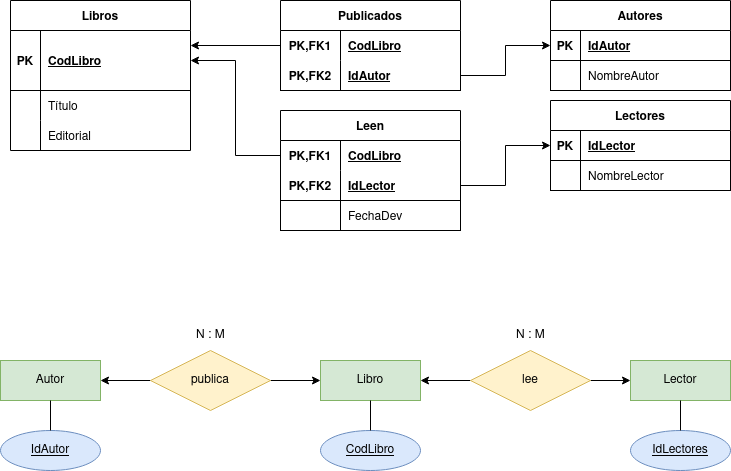 Libros
PK CodLibro
Título
Editorial
Publicados
PK,FK1 CodLibro
PK,FK2 IdAutor
Autores
PK IdAutor
NombreAutor
Leen
PK,FK1 CodLibro
PK,FK2 IdLector
FechaDev
Lectores
PK IdLector
NombreLector
N : M
N : M
Autor
publica
Libro
lee
Lector
IdAutor
CodLibro
IdLectores